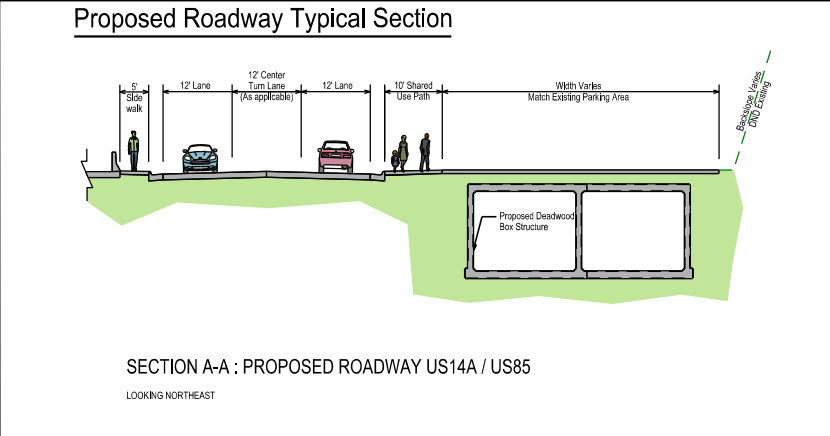 Proposed Roadway Typical Section
5'
Side
walk
12' Lane
12' Center
Turn Lane
(As applicable)
12' Lane
10' Shared
Use Path
Width Varies
Match Existing Parking Area
Backslope Varies
DND Existing
Proposed Deadwood
Box Structure
SECTION A-A : PROPOSED ROADWAY US14A / US85
LOOKING NORTHEAST